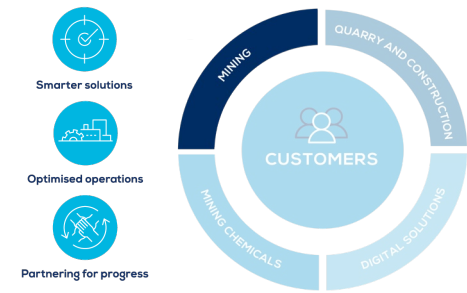 Smarter solutions
Optimised operations
Partnering for progress
MINING
QUARRY AND CONSTRUCTION
CUSTOMERS
MINING CHEMICALS
DIGITAL SOLUTIONS